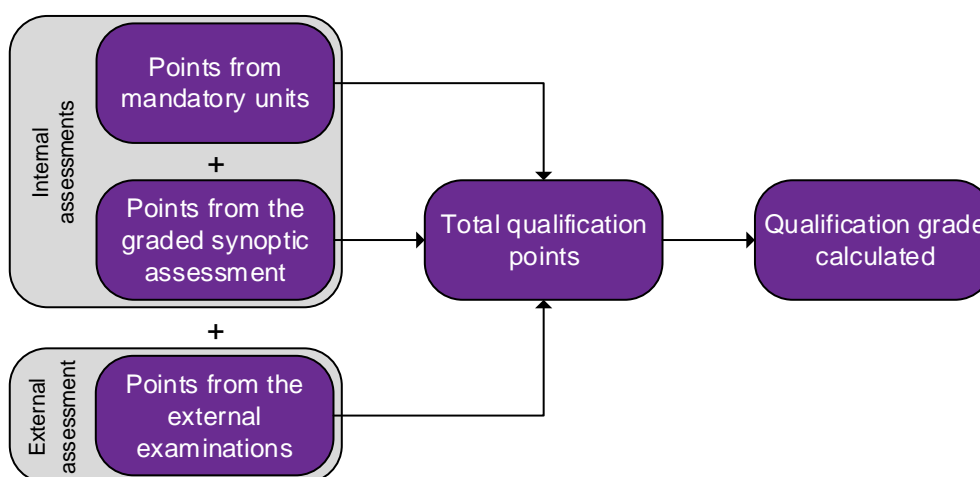 Internal
assessments
Points from
mandatory units
+
Points from the
graded synoptic
assessment
+
External
assessment
Points from the
external
examinations
Total qualification
points
Qualification grade
calculated